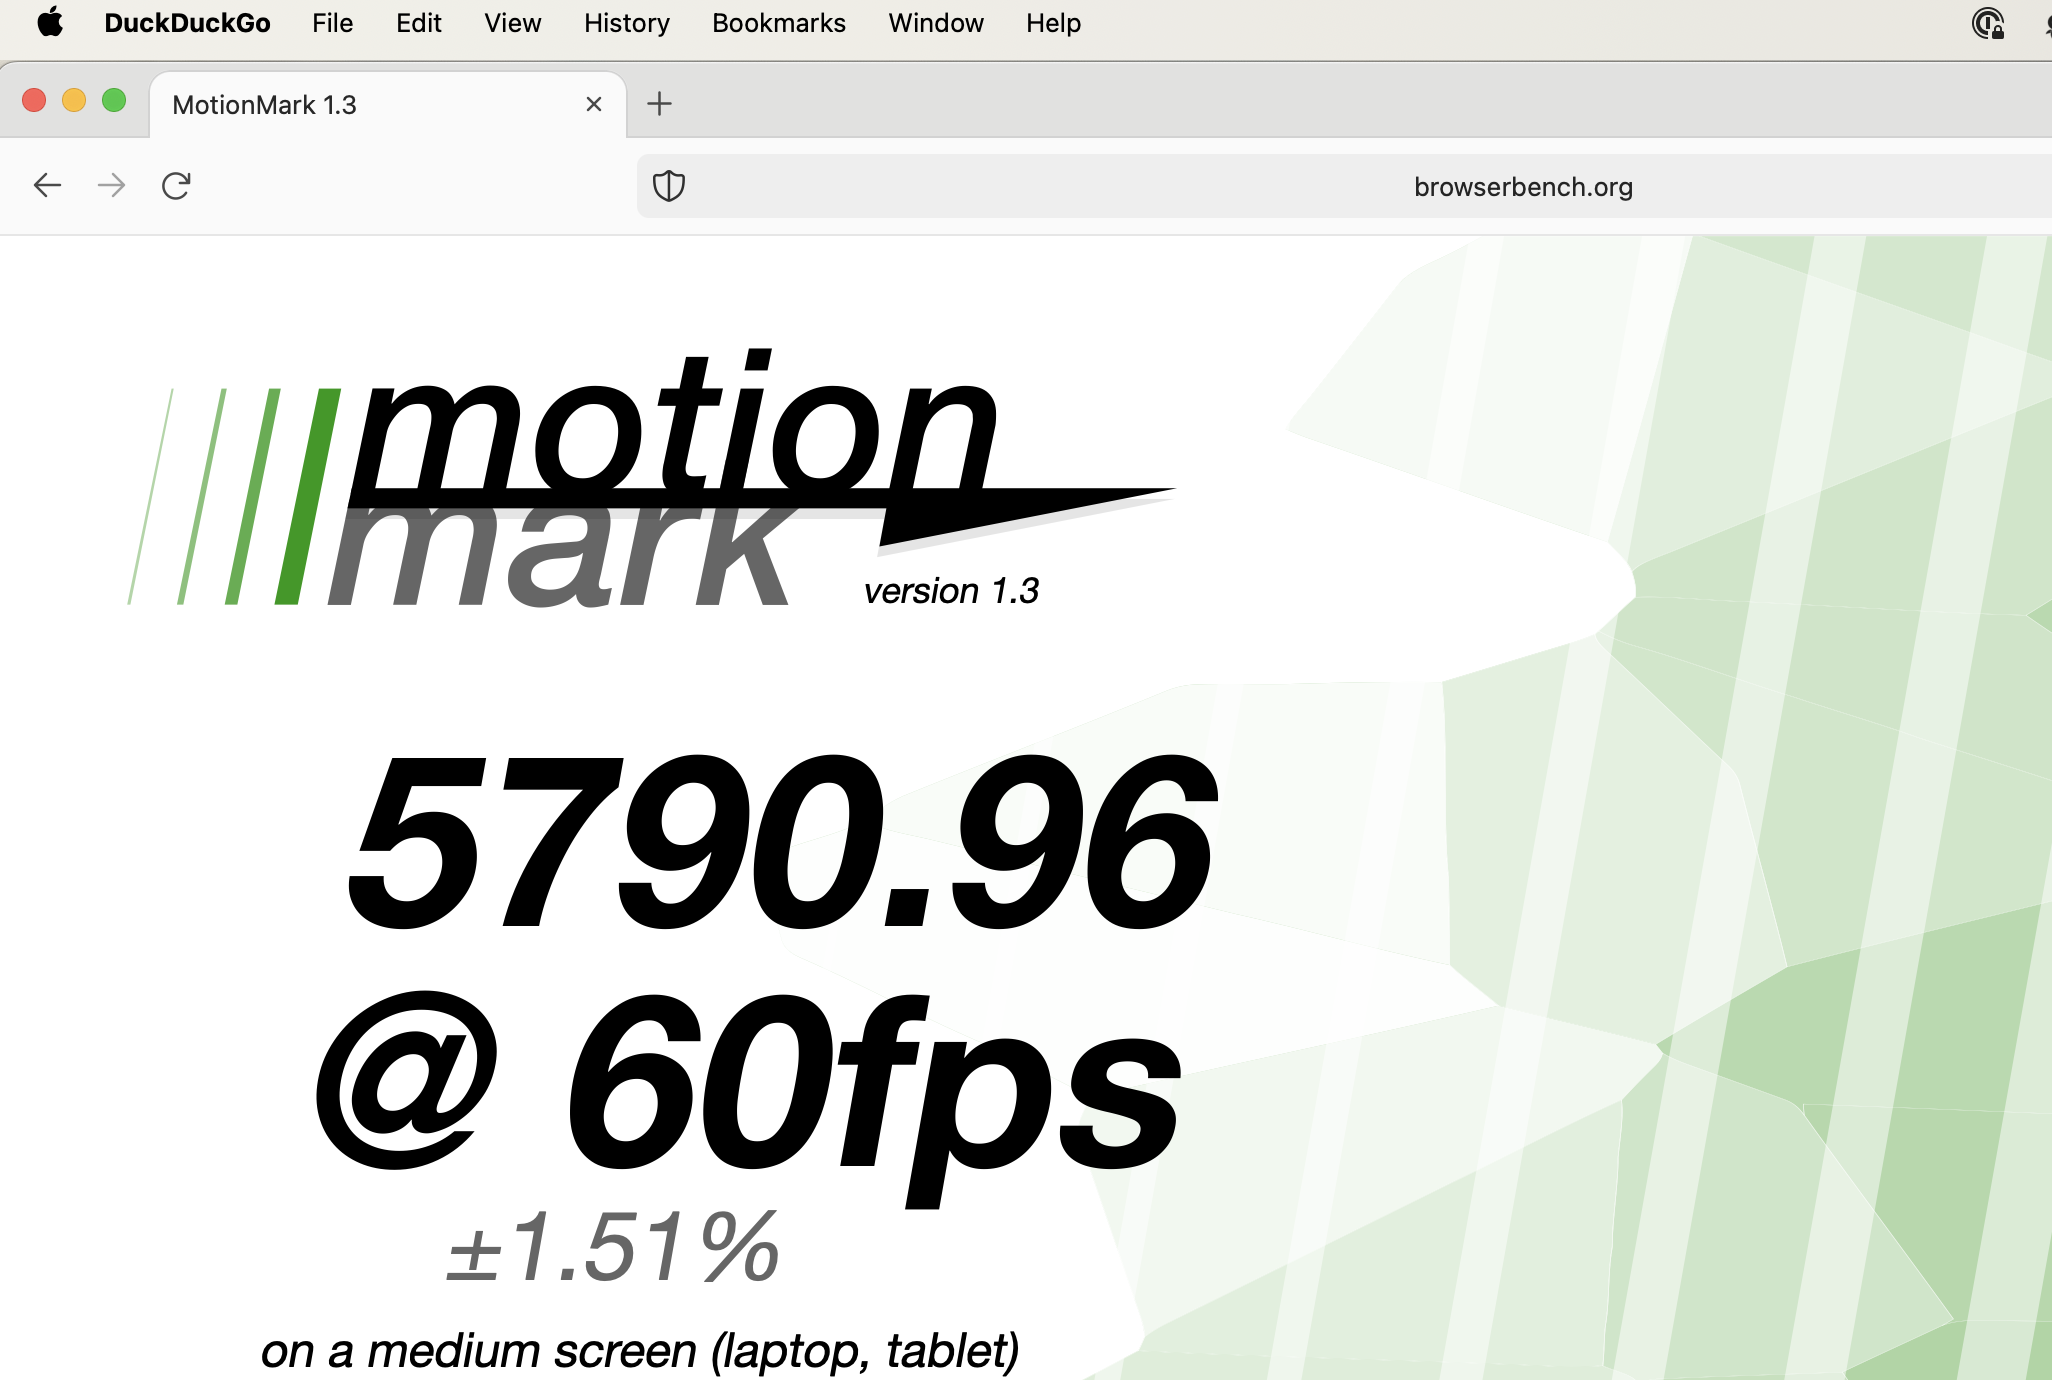 DuckDuckGo File Edit View History Bookmarks Window Help
MotionMark 1.3
browserbench.org
motion
mark
version 1.3
5790.96
@ 60fps
±1.51%
on a medium screen (laptop, tablet)